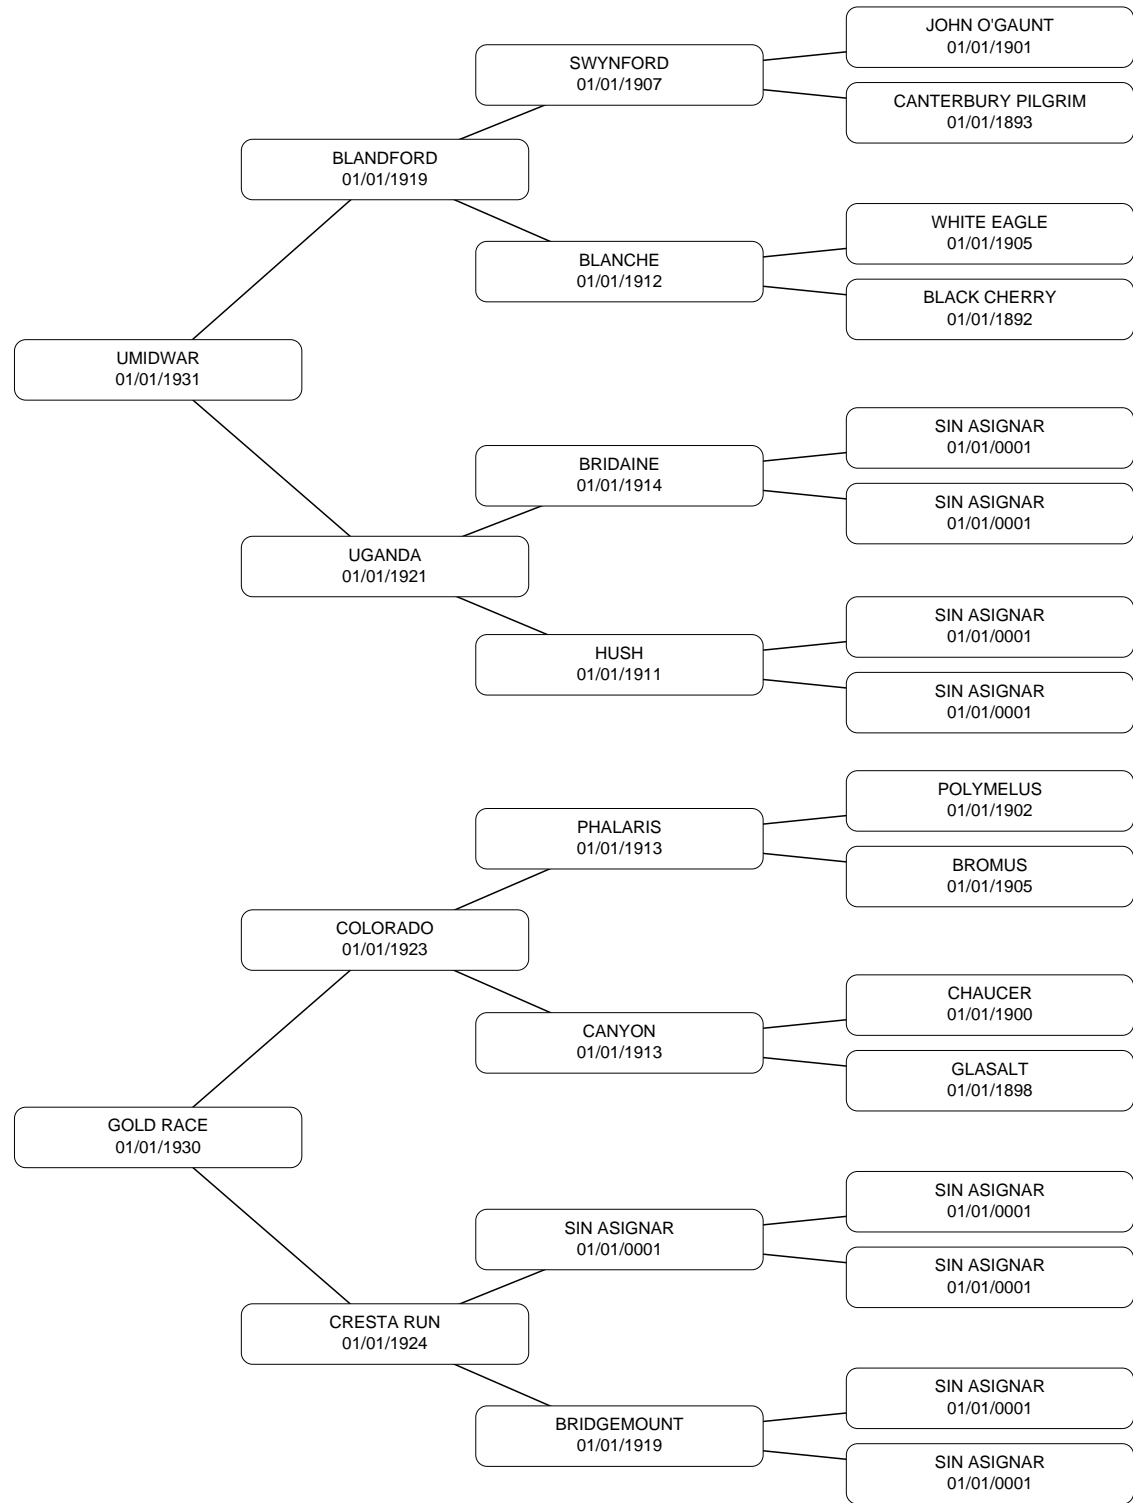 JOHN O'GAUNT
01/01/1901
SWYNFORD
01/01/1907
CANTERBURY PILGRIM
01/01/1893
BLANDFORD
01/01/1919
WHITE EAGLE
01/01/1905
BLANCHE
01/01/1912
BLACK CHERRY
01/01/1892
UMIDWAR
01/01/1931
SIN ASIGNAR
01/01/0001
BRIDAINE
01/01/1914
SIN ASIGNAR
01/01/0001
UGANDA
01/01/1921
SIN ASIGNAR
01/01/0001
HUSH
01/01/1911
SIN ASIGNAR
01/01/0001
POLYMELUS
01/01/1902
PHALARIS
01/01/1913
BROMUS
01/01/1905
COLORADO
01/01/1923
CHAUCER
01/01/1900
CANYON
01/01/1913
GLASALT
01/01/1898
GOLD RACE
01/01/1930
SIN ASIGNAR
01/01/0001
SIN ASIGNAR
01/01/0001
SIN ASIGNAR
01/01/0001
CRESTA RUN
01/01/1924
SIN ASIGNAR
01/01/0001
BRIDGEMOUNT
01/01/1919
SIN ASIGNAR
01/01/0001